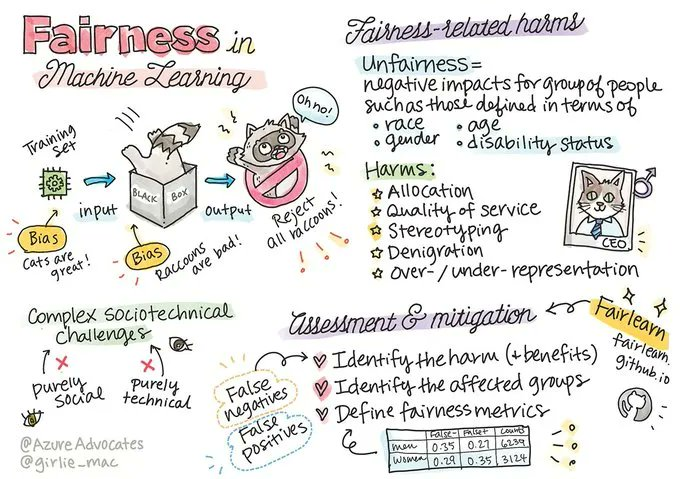 Fairness in
Machine Learning
Training
set
input
BLACK BOX
output
Oh no!
Reject
all raccoons!
Bias
Cats are
great!
Bias
Raccoons
are bad!
Fairness-related harms
Unfairness =
negative impacts for group of people
such as those defined in terms of
• race
• age
• gender
• disability status
Harms:
Allocation
Quality of service
Stereotyping
Denigration
Over-/under-representation
CEO
Complex sociotechnical
challenges
purely
social
purely
technical
@AzureAdvocates
@girlie_mac
Assessment & mitigation
Fairlearn
fairlearn.
github.io
Identify the harm (+ benefits)
Identify the affected groups
Define fairness metrics
False
negatives
False
positives
False- False+ Counts
men 0.35 0.27 6239
Women 0.29 0.35 3124